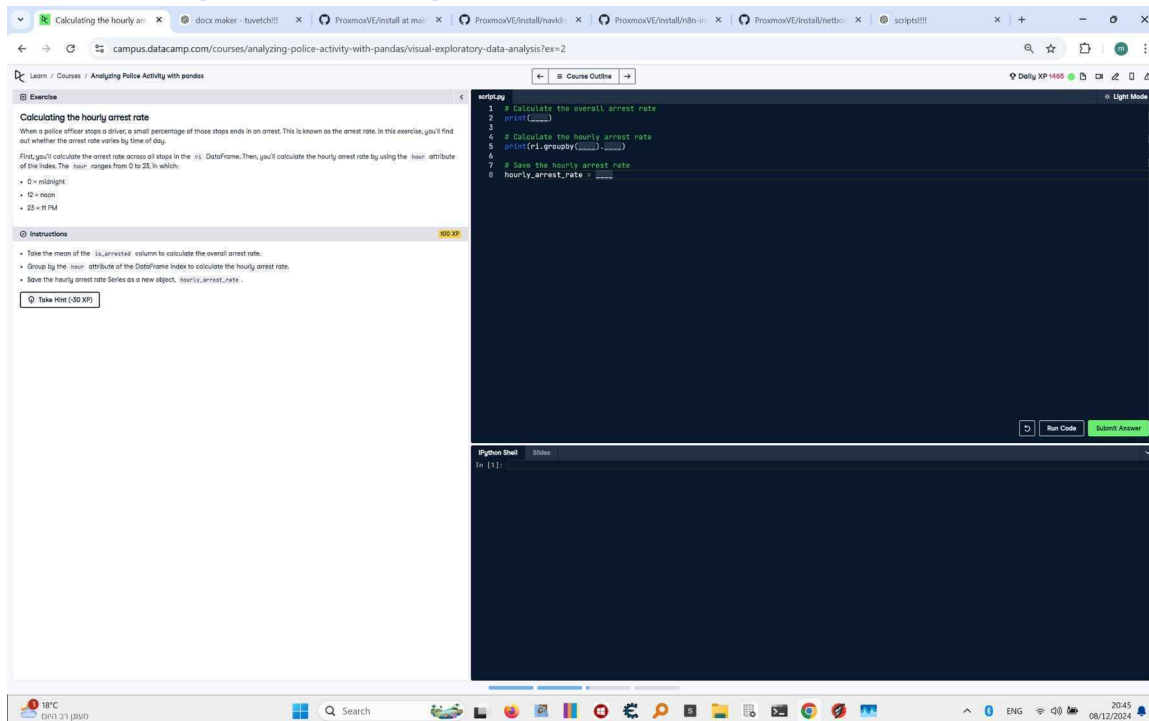 Calculating the hourly arr
docx maker - tuvetch!!!
ProxmoxVE/install at mai
ProxmoxVE/install/navidr
ProxmoxVE/install/n8n-in
ProxmoxVE/install/netbo
scripts!!!!
campus.datacamp.com/courses/analyzing-police-activity-with-pandas/visual-exploratory-data-analysis?ex=2
m
Learn / Courses / Analyzing Police Activity with pandas
Course Outline
Daily XP 1465
Exercise
Calculating the hourly arrest rate
When a police officer stops a driver, a small percentage of those stops ends in an arrest. This is known as the arrest rate. In this exercise, you'll find
out whether the arrest rate varies by time of day.
First, you'll calculate the arrest rate across all stops in the ri DataFrame. Then, you'll calculate the hourly arrest rate by using the hour attribute
of the index. The hour ranges from 0 to 23, in which:
• 0 = midnight
• 12 = noon
• 23 = 11 PM
Instructions
100 XP
• Take the mean of the is_arrested column to calculate the overall arrest rate.
• Group by the hour attribute of the DataFrame index to calculate the hourly arrest rate.
• Save the hourly arrest rate Series as a new object, hourly_arrest_rate .
Take Hint (-30 XP)
script.py
Light Mode
1 # Calculate the overall arrest rate
2 print(____)
3
4 # Calculate the hourly arrest rate
5 print(ri.groupby(____).____)
6
7 # Save the hourly arrest rate
8 hourly_arrest_rate = ____
Run Code
Submit Answer
IPython Shell
Slides
In [1]:
1
18°C
מעונן רב היום
Search
S
ENG
20:45
08/12/2024